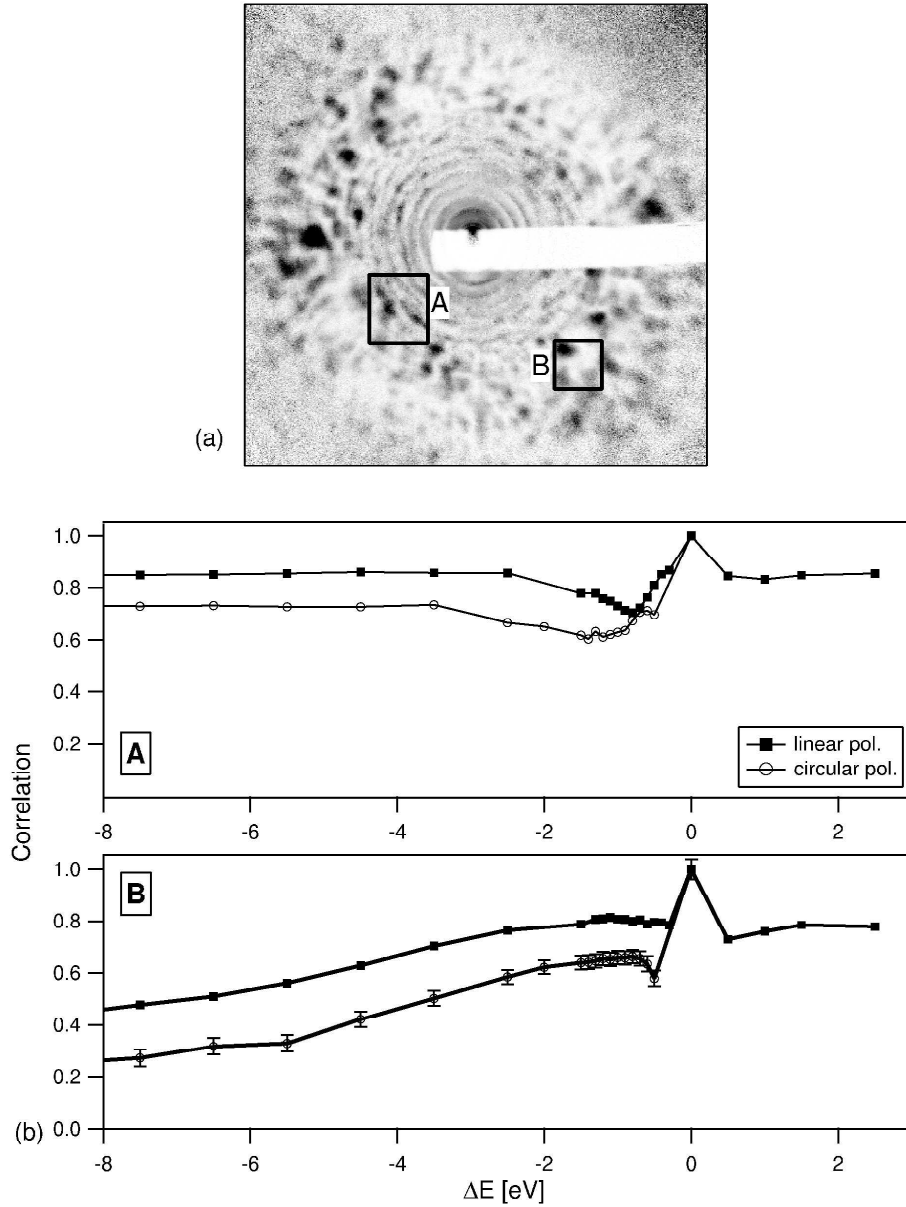 A
B
(a)
1.0
0.8
0.6
0.4
0.2
A
linear pol.
circular pol.
-8 -6 -4 -2 0 2
Correlation
1.0
0.8
0.6
0.4
0.2
0.0
B
(b)
-8 -6 -4 -2 0 2
ΔE [eV]